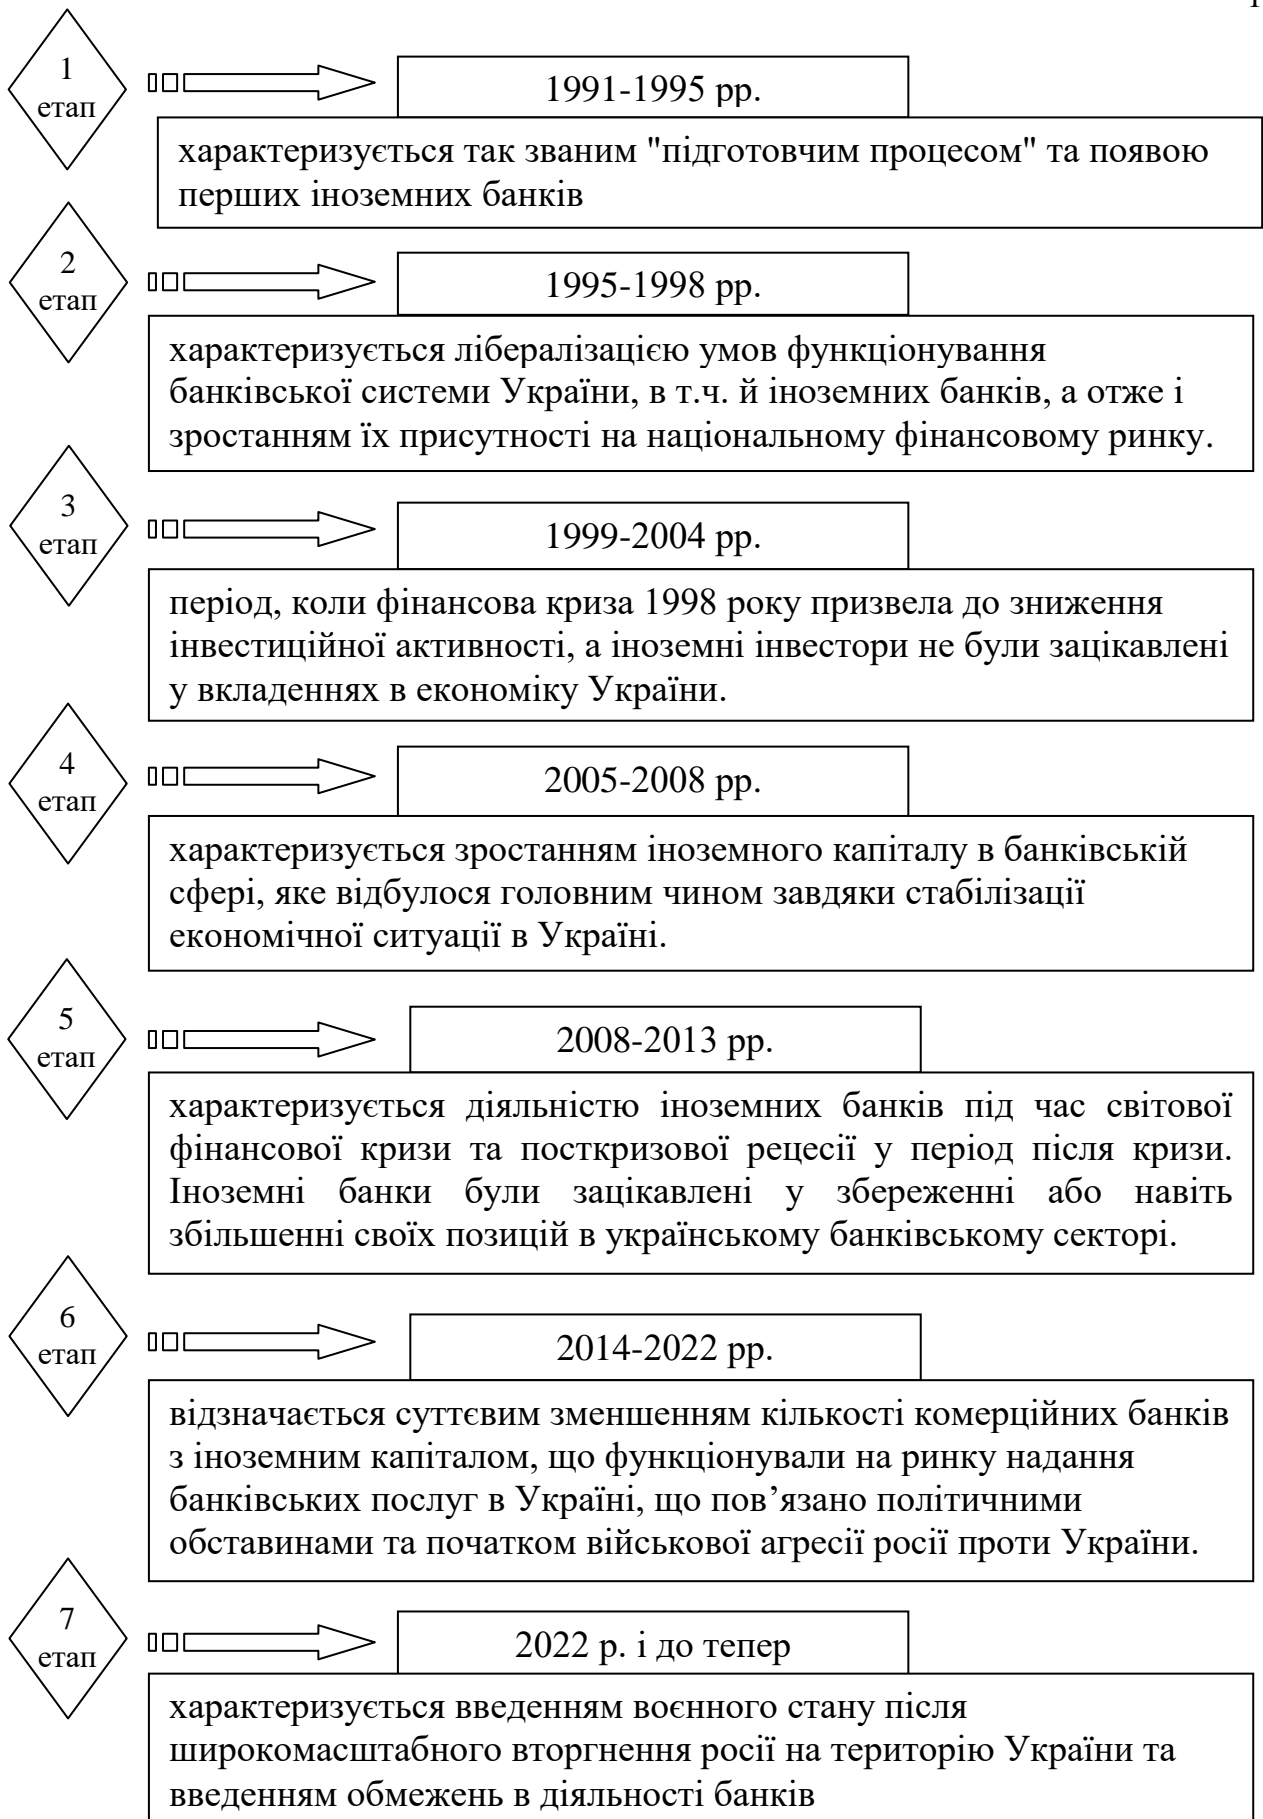 1
етап
1991-1995 рр.
характеризується так званим "підготовчим процесом" та появою
перших іноземних банків
2
етап
1995-1998 рр.
характеризується лібералізацією умов функціонування
банківської системи України, в т.ч. й іноземних банків, а отже і
зростанням їх присутності на національному фінансовому ринку.
3
етап
1999-2004 рр.
період, коли фінансова криза 1998 року призвела до зниження
інвестиційної активності, а іноземні інвестори не були зацікавлені
у вкладеннях в економіку України.
4
етап
2005-2008 рр.
характеризується зростанням іноземного капіталу в банківській
сфері, яке відбулося головним чином завдяки стабілізації
економічної ситуації в Україні.
5
етап
2008-2013 рр.
характеризується діяльністю іноземних банків під час світової
фінансової кризи та посткризової рецесії у період після кризи.
Іноземні банки були зацікавлені у збереженні або навіть
збільшенні своїх позицій в українському банківському секторі.
6
етап
2014-2022 рр.
відзначається суттєвим зменшенням кількості комерційних банків
з іноземним капіталом, що функціонували на ринку надання
банківських послуг в Україні, що пов’язано політичними
обставинами та початком військової агресії росії проти України.
7
етап
2022 р. і до тепер
характеризується введенням воєнного стану після
широкомасштабного вторгнення росії на територію України та
введенням обмежень в діяльності банків